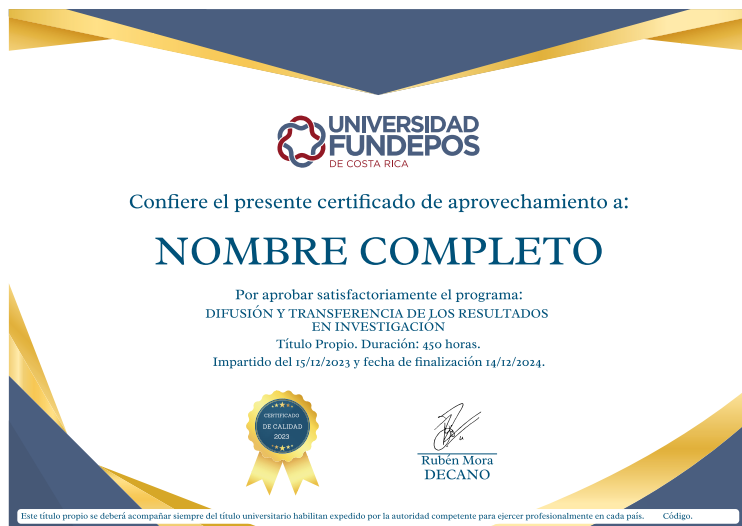 UNIVERSIDAD
FUNDEPOS
DE COSTA RICA
Confiere el presente certificado de aprovechamiento a:
NOMBRE COMPLETO
Por aprobar satisfactoriamente el programa:
DIFUSIÓN Y TRANSFERENCIA DE LOS RESULTADOS
EN INVESTIGACIÓN
Título Propio. Duración: 450 horas.
Impartido del 15/12/2023 y fecha de finalización 14/12/2024.
CERTIFICADO
DE CALIDAD
2023
Rubén Mora
DECANO
Este título propio se deberá acompañar siempre del título universitario habilitan expedido por la autoridad competente para ejercer profesionalmente en cada país. Código.